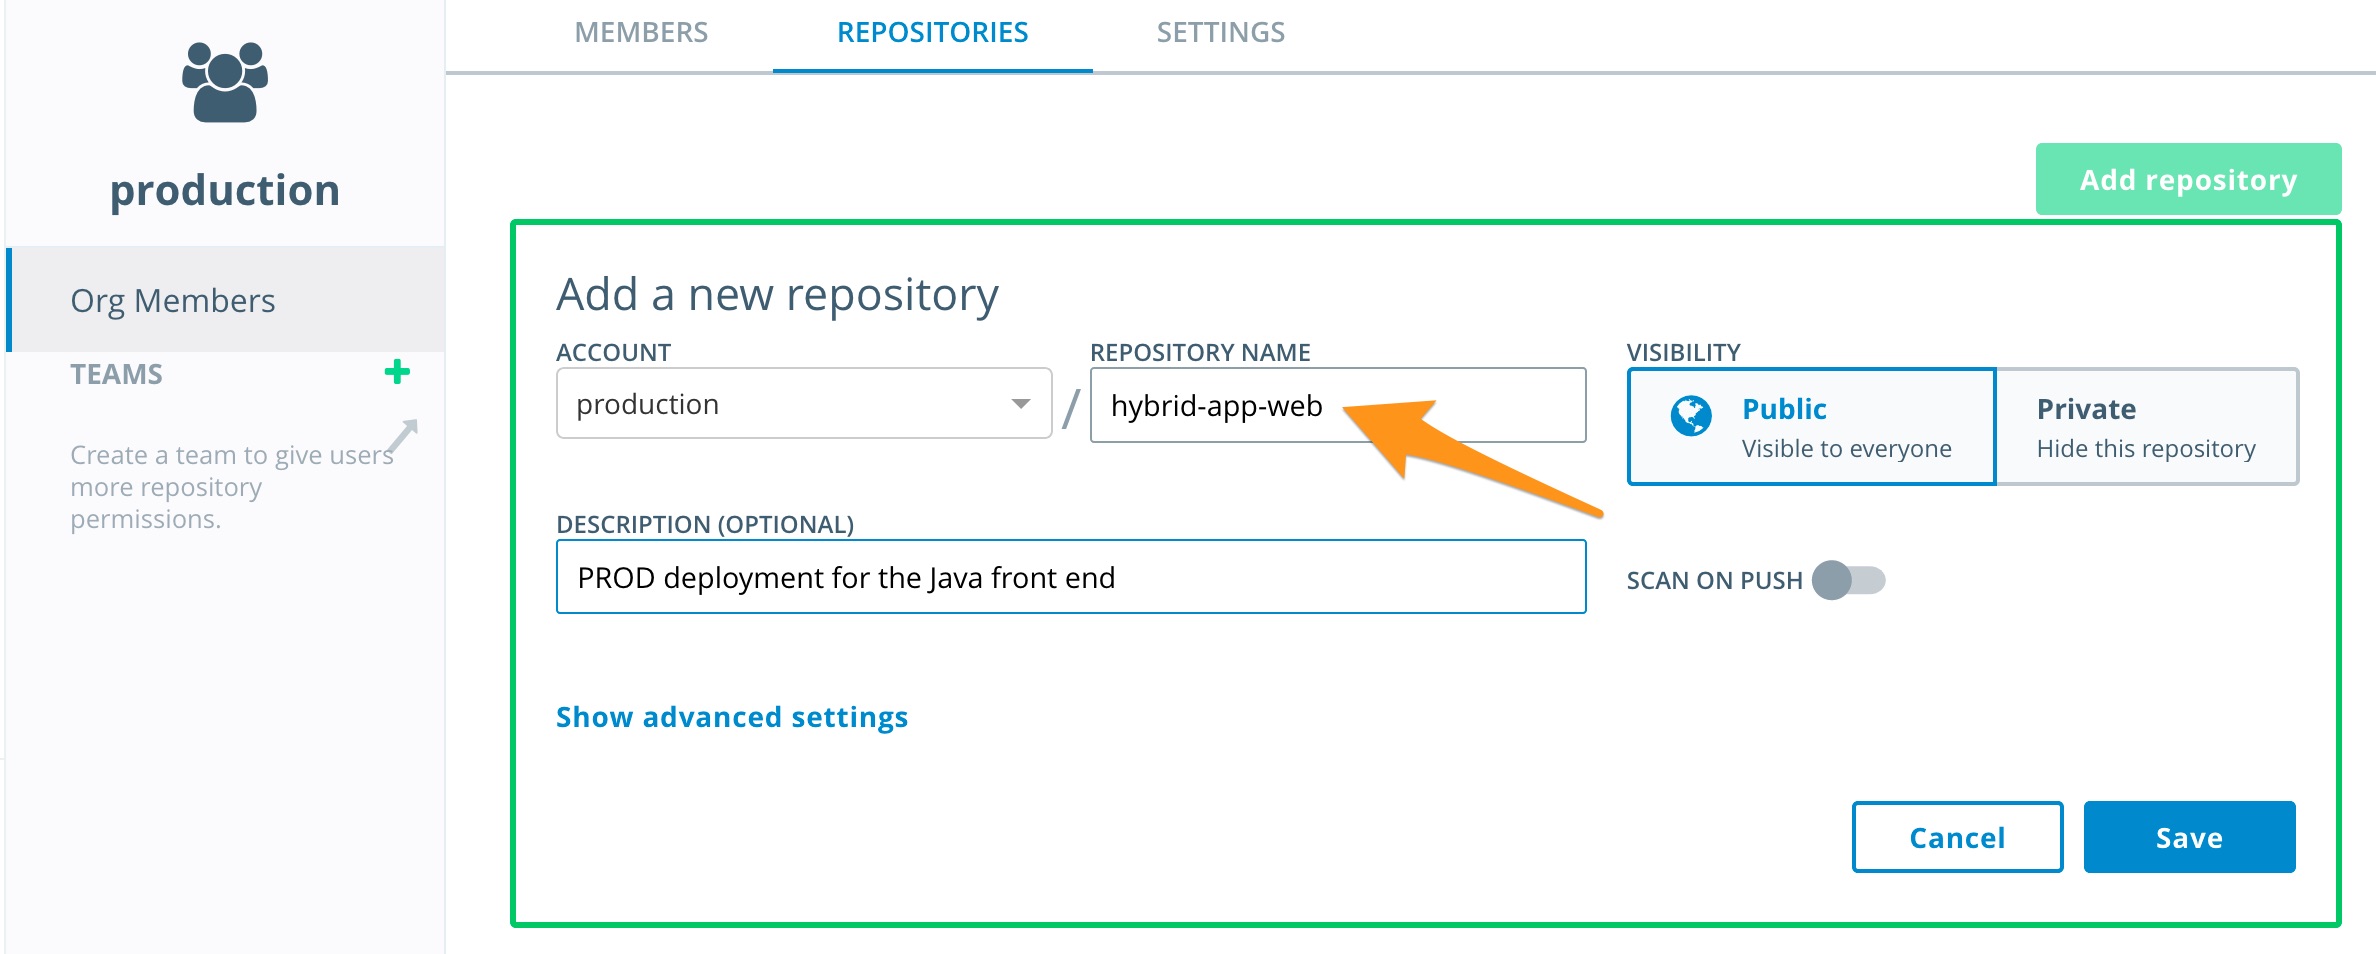 production
Org Members
TEAMS
Create a team to give users
more repository
permissions.
MEMBERS REPOSITORIES SETTINGS
Add repository
Add a new repository
ACCOUNT REPOSITORY NAME VISIBILITY
production / hybrid-app-web
Public Private
Visible to everyone Hide this repository
DESCRIPTION (OPTIONAL)
PROD deployment for the Java front end
SCAN ON PUSH
Show advanced settings
Cancel Save